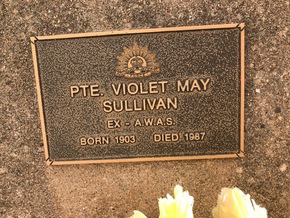 PTE. VIOLET MAY
SULLIVAN
EX - A.W.A.S.
BORN 1903 DIED 1987